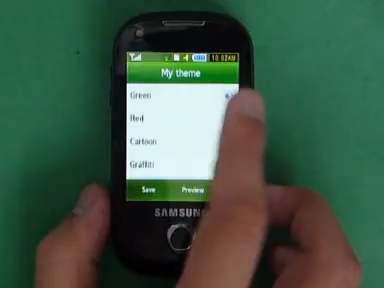 10:02AM
My theme
Green
Red
Cartoon
Graffiti
Save Preview
SAMSUNG